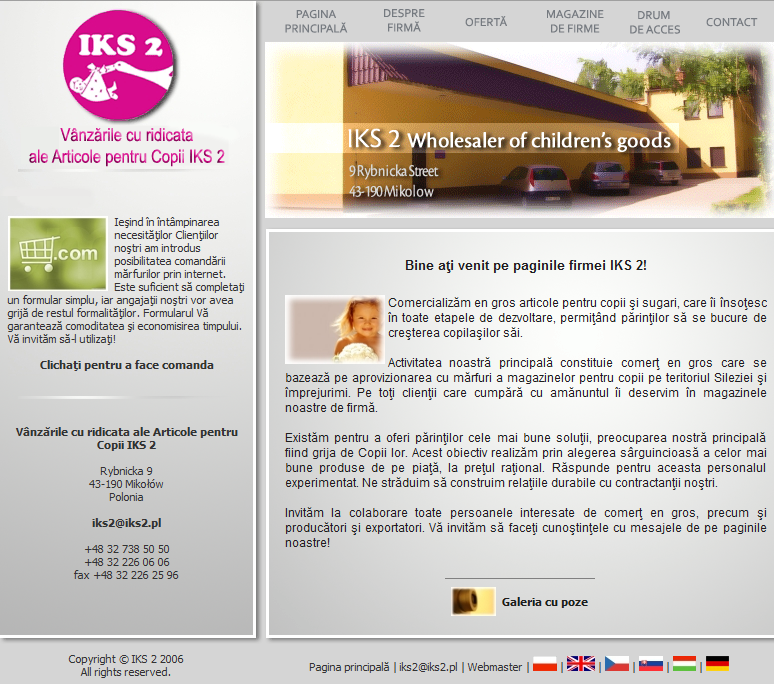 IKS 2
Vânzările cu ridicata
ale Articole pentru Copii IKS 2
PAGINA
PRINCIPALĂ
DESPRE
FIRMĂ
OFERTĂ
MAGAZINE
DE FIRME
DRUM
DE ACCES
CONTACT
IKS 2 Wholesaler of children's goods
9 Rybnicka Street
43-190 Mikolow
.com
Ieşind în întâmpinarea
necesităţilor Clienţiilor
noştri am introdus
posibilitatea comandării
mărfurilor prin internet.
Este suficient să completaţi
un formular simplu, iar angajaţii noştri vor avea
grijă de restul formalităţilor. Formularul Vă
garantează comoditatea şi economisirea timpului.
Vă invităm să-l utilizaţi!
Clichaţi pentru a face comanda
Vânzările cu ridicata ale Articole pentru
Copii IKS 2
Rybnicka 9
43-190 Mikołów
Polonia
iks2@iks2.pl
+48 32 738 50 50
+48 32 226 06 06
fax +48 32 226 25 96
Bine aţi venit pe paginile firmei IKS 2!
Comercializăm en gros articole pentru copii şi sugari, care îi însoţesc
în toate etapele de dezvoltare, permiţând părinţilor să se bucure de
creşterea copilaşilor săi.
Activitatea noastră principală constituie comerţ en gros care se
bazează pe aprovizionarea cu mărfuri a magazinelor pentru copii pe teritoriul Sileziei şi
împrejurimi. Pe toţi clienţii care cumpără cu amănuntul îi deservim în magazinele
noastre de firmă.
Existăm pentru a oferi părinţilor cele mai bune soluţii, preocuparea nostră principală
fiind grija de Copii lor. Acest obiectiv realizăm prin alegerea sârguincioasă a celor mai
bune produse de pe piaţă, la preţul raţional. Răspunde pentru aceasta personalul
experimentat. Ne străduim să construim relaţiile durabile cu contractanţii noştri.
Invităm la colaborare toate persoanele interesate de comerţ en gros, precum şi
producători şi exportatori. Vă invităm să faceţi cunoştinţele cu mesajele de pe paginile
noastre!
Galeria cu poze
Copyright © IKS 2 2006
All rights reserved.
Pagina principală | iks2@iks2.pl | Webmaster | | | | | |